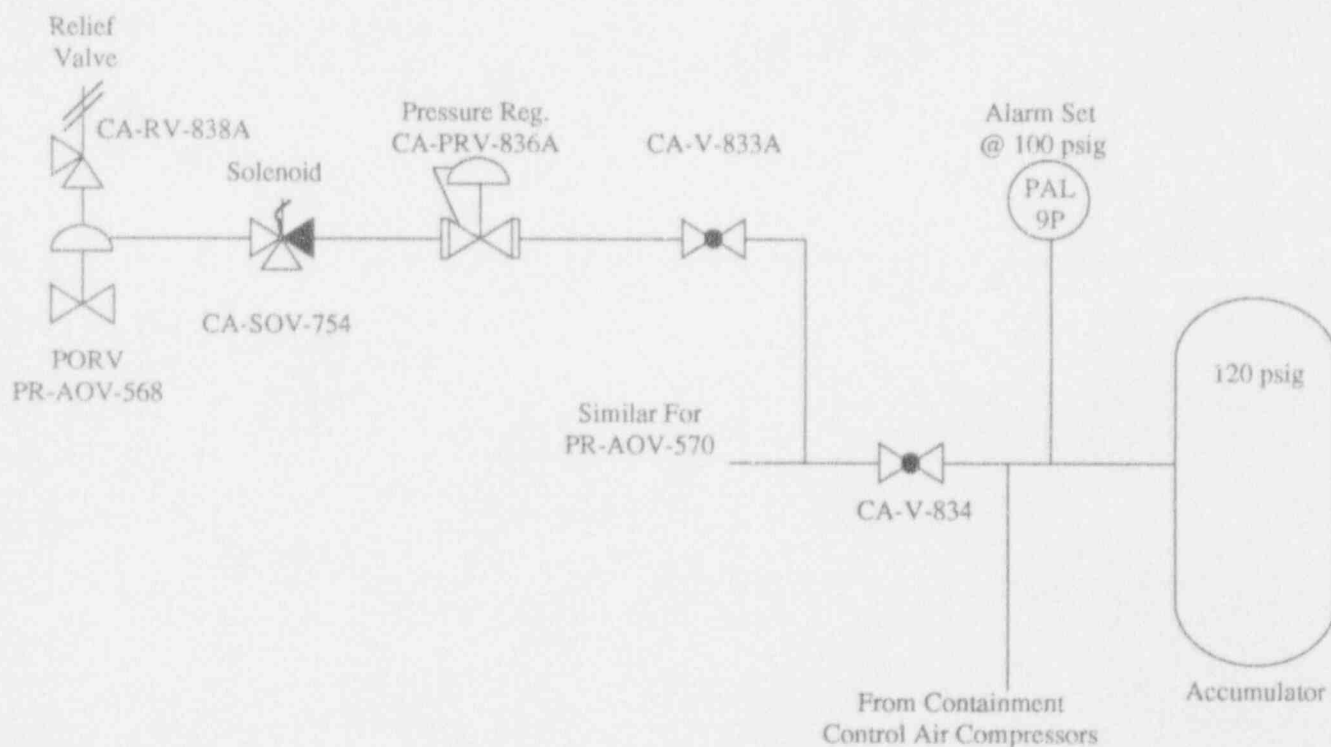 Relief
Valve
CA-RV-838A
Solenoid
CA-SOV-754
PORV
PR-AOV-568
Pressure Reg.
CA-PRV-836A
CA-V-833A
Alarm Set
@ 100 psig
PAL
9P
Similar For
PR-AOV-570
CA-V-834
120 psig
From Containment
Control Air Compressors
Accumulator